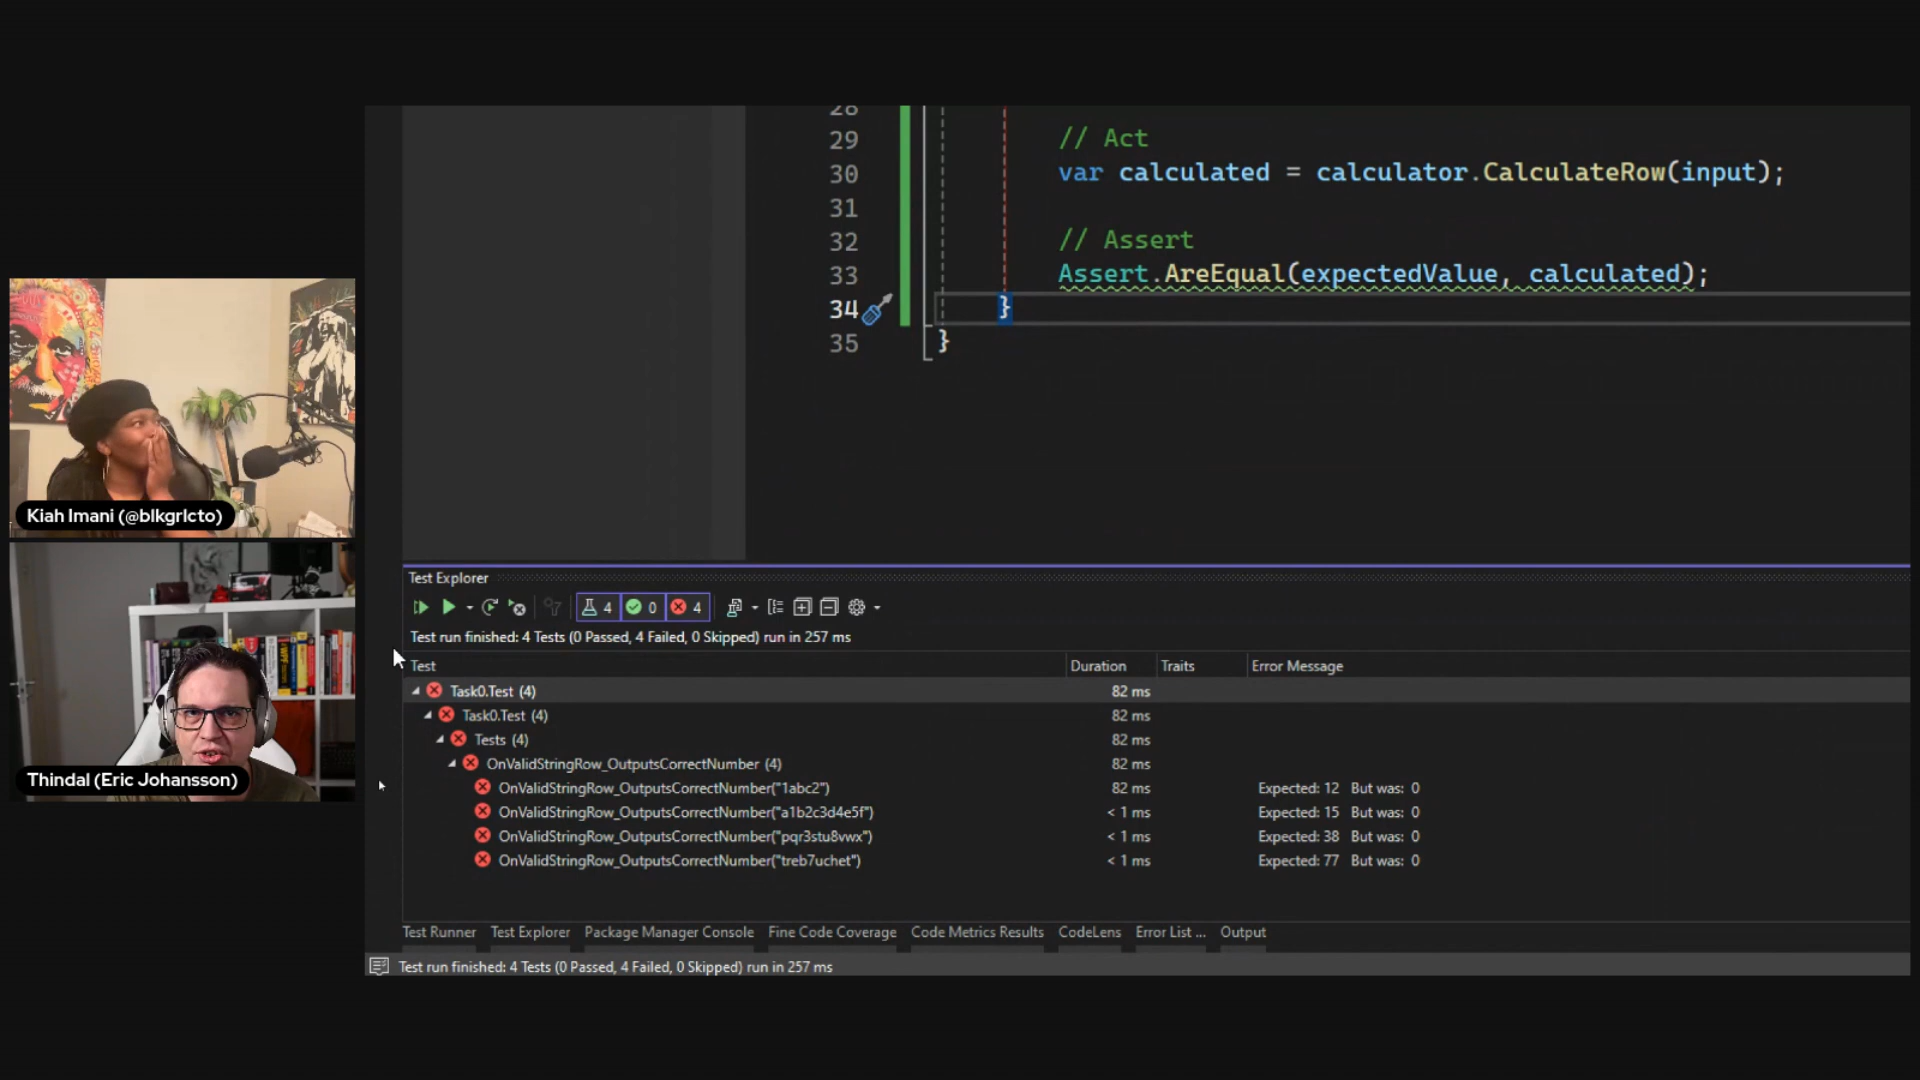 28
29 // Act
30 var calculated = calculator.CalculateRow(input);
31
32 // Assert
33 Assert.AreEqual(expectedValue, calculated);
34 }
35 }
Kiah Imani (@blkgrlcto)
Thindal (Eric Johansson)
Test Explorer
4 0 4
Test run finished: 4 Tests (0 Passed, 4 Failed, 0 Skipped) run in 257 ms
Test Duration Traits Error Message
Task0.Test (4) 82 ms
Task0.Test (4) 82 ms
Tests (4) 82 ms
OnValidStringRow_OutputsCorrectNumber (4) 82 ms
OnValidStringRow_OutputsCorrectNumber("1abc2") 82 ms Expected: 12 But was: 0
OnValidStringRow_OutputsCorrectNumber("a1b2c3d4e5f") < 1 ms Expected: 15 But was: 0
OnValidStringRow_OutputsCorrectNumber("pqr3stu8vwx") < 1 ms Expected: 38 But was: 0
OnValidStringRow_OutputsCorrectNumber("treb7uchet") < 1 ms Expected: 77 But was: 0
Test Runner Test Explorer Package Manager Console Fine Code Coverage Code Metrics Results CodeLens Error List ... Output
Test run finished: 4 Tests (0 Passed, 4 Failed, 0 Skipped) run in 257 ms